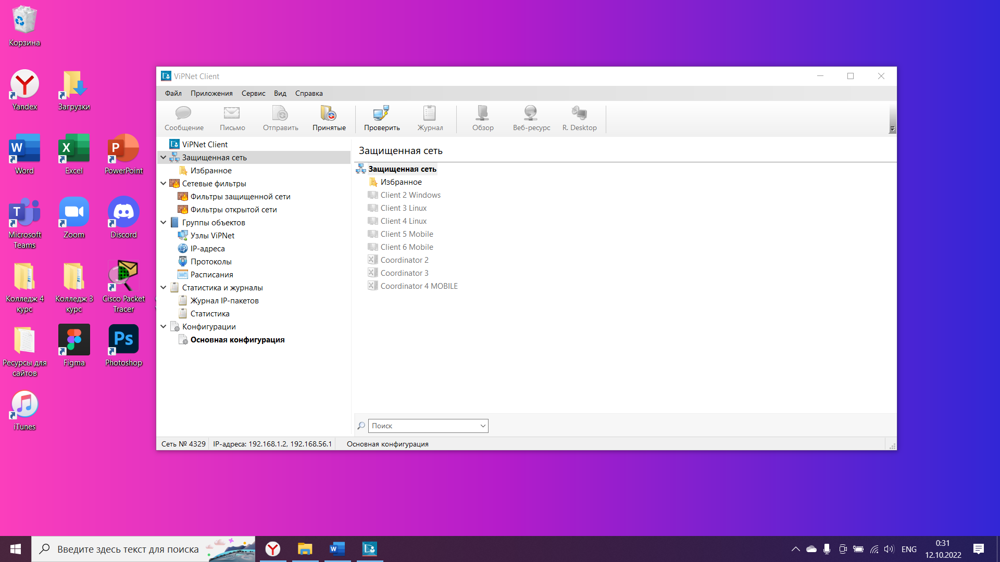 Корзина
Yandex
Загрузки
Word
Excel
PowerPoint
Microsoft
Teams
Zoom
Discord
Колледж 4
курс
Колледж 3
курс
Cisco Packet
Tracer
Ресурсы для
сайтов
Figma
Photoshop
iTunes
ViPNet Client
Файл Приложения Сервис Вид Справка
Сообщение Письмо Отправить Принятые Проверить Журнал Обзор Веб-ресурс R. Desktop
ViPNet Client
Защищенная сеть
Избранное
Сетевые фильтры
Фильтры защищенной сети
Фильтры открытой сети
Группы объектов
Узлы ViPNet
IP-адреса
Протоколы
Расписания
Статистика и журналы
Журнал IP-пакетов
Статистика
Конфигурации
Основная конфигурация
Защищенная сеть
Защищенная сеть
Избранное
Client 2 Windows
Client 3 Linux
Client 4 Linux
Client 5 Mobile
Client 6 Mobile
Coordinator 2
Coordinator 3
Coordinator 4 MOBILE
Поиск
Сеть № 4329 IP-адреса: 192.168.1.2, 192.168.56.1 Основная конфигурация
Введите здесь текст для поиска
ENG
0:31
12.10.2022